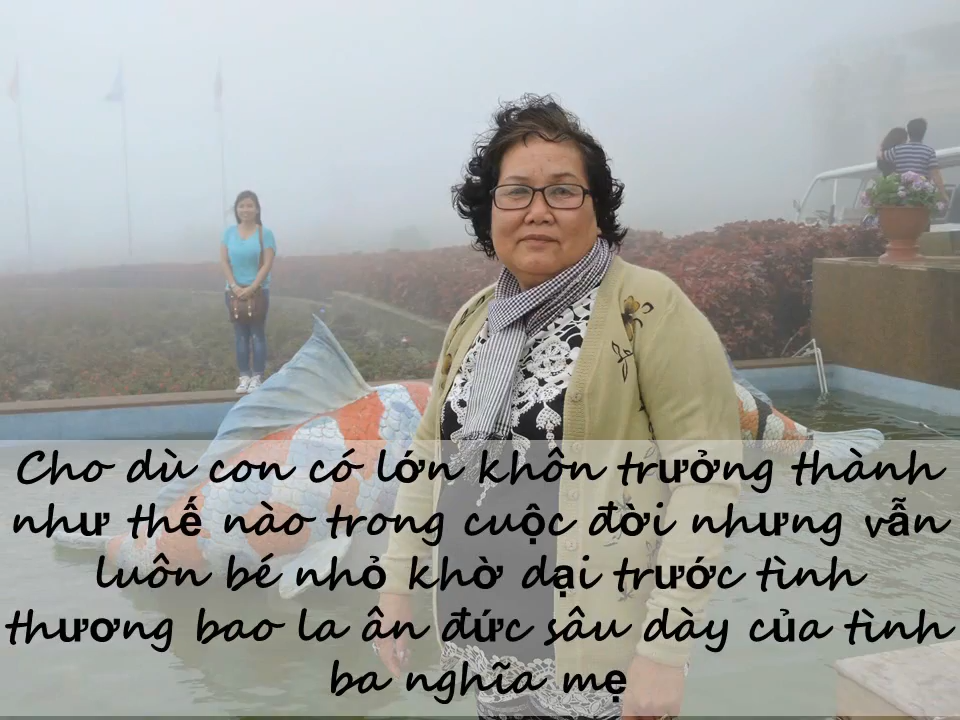 Cho dù con có lớn khôn trưởng thành
như thế nào trong cuộc đời nhưng vẫn
luôn bé nhỏ khờ dại trước tình
thương bao la ân đức sâu dày của tình
ba nghĩa mẹ